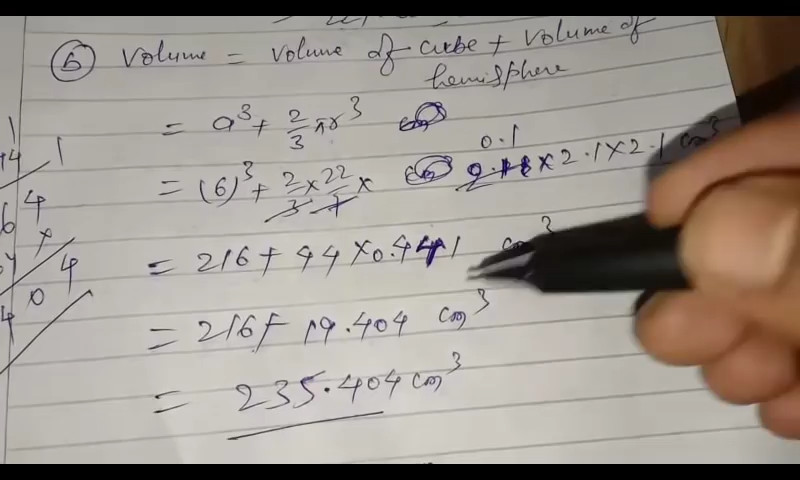 ⑥ Volume = Volume of cube + Volume of
hemisphere
= a³ + 2/3 πr³
0.1
= (6)³ + 2/3 × 22/7 × 2.1 × 2.1 × 2.1 cm³
= 216 + 44 × 0.441 cm³
= 216 + 19.404 cm³
= 235.404 cm³